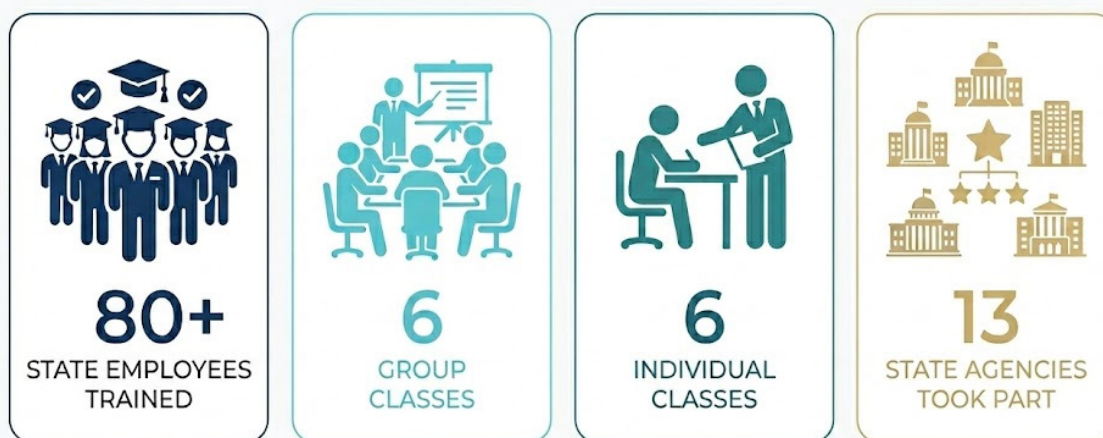 80+
STATE EMPLOYEES
TRAINED
6
GROUP
CLASSES
6
INDIVIDUAL
CLASSES
13
STATE AGENCIES
TOOK PART